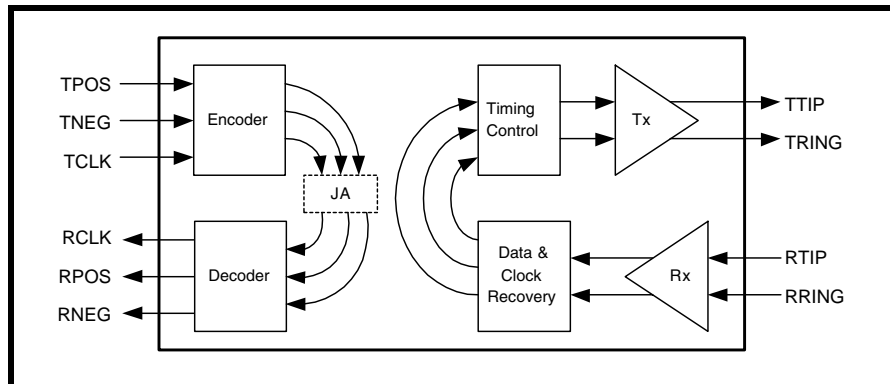 TPOS
TNEG
TCLK
Encoder
JA
RCLK
RPOS
RNEG
Decoder
Timing
Control
Tx
TTIP
TRING
Data &
Clock
Recovery
Rx
RTIP
RRING